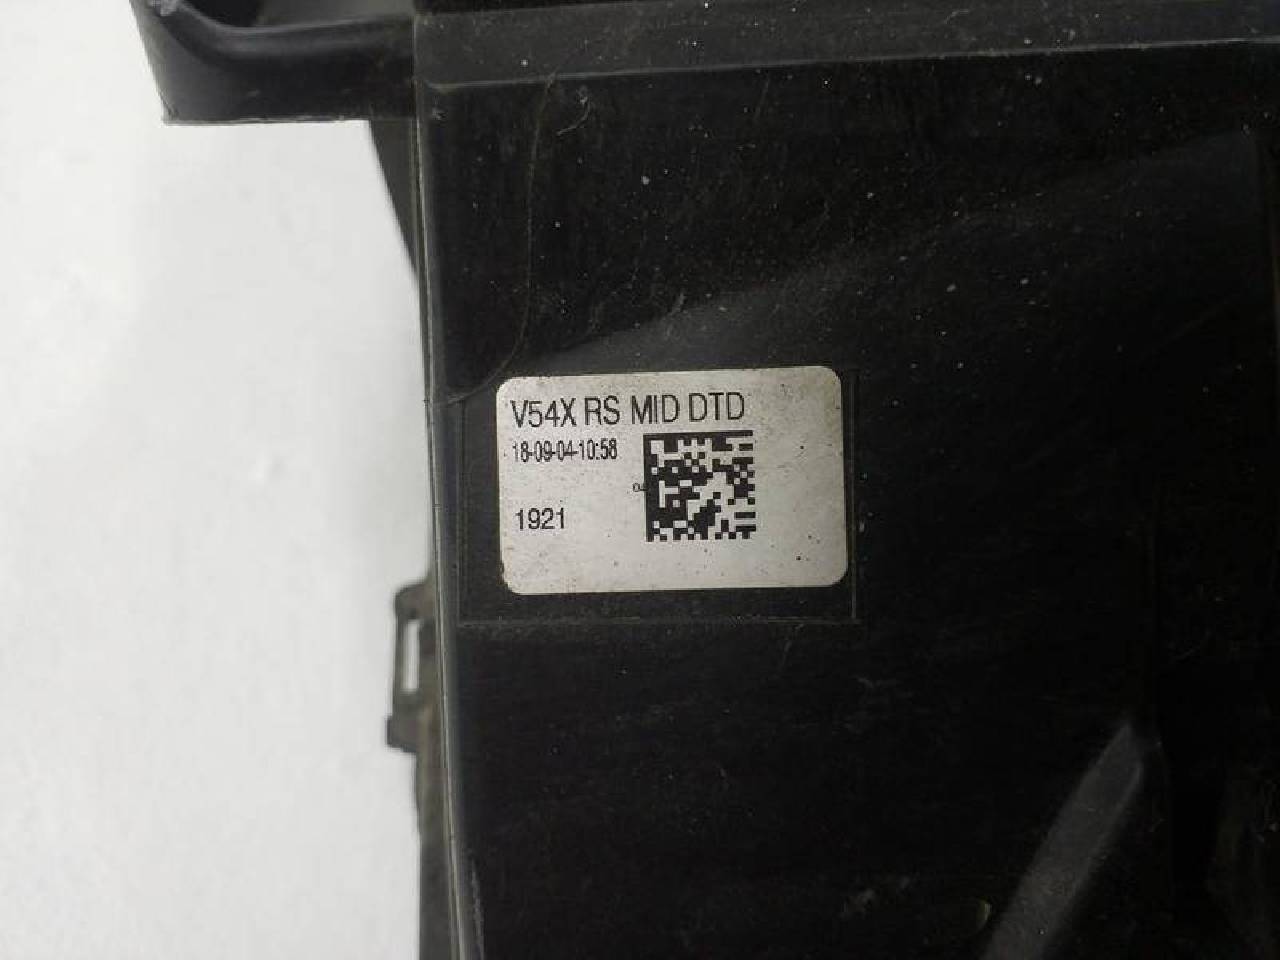 V54X RS MID DTD
18-09-04-10:58
1921